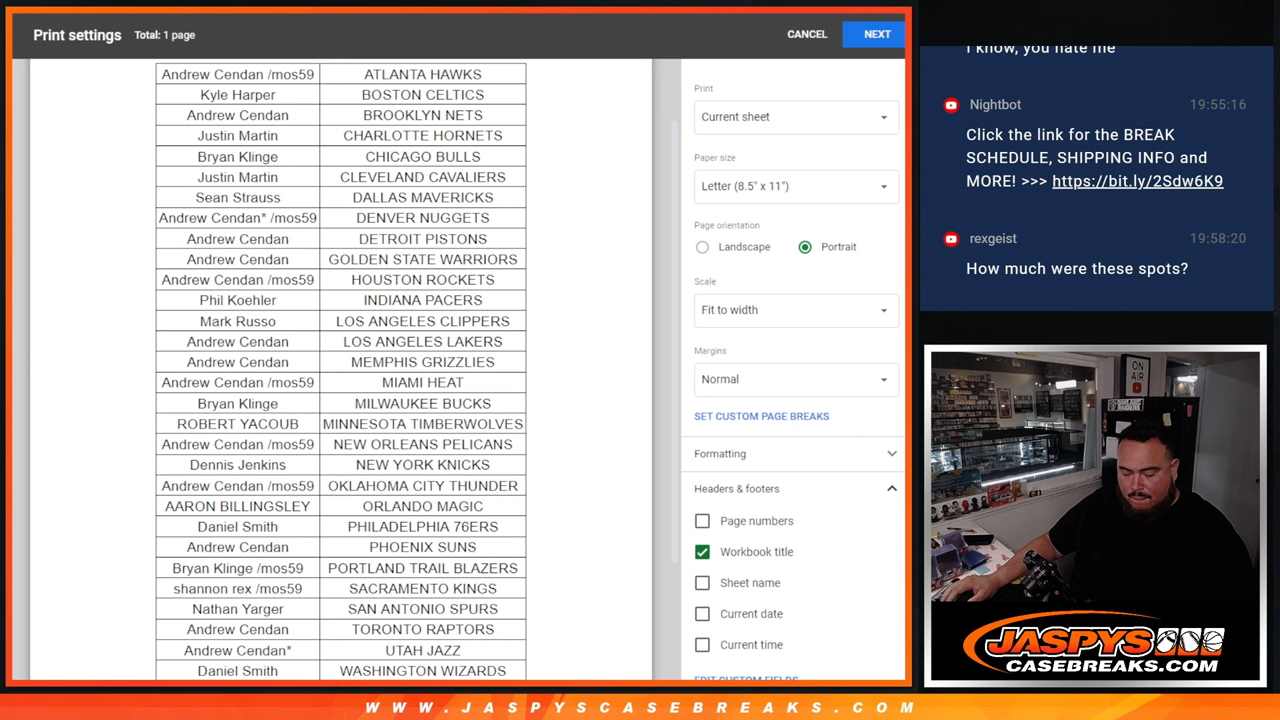 Print settings
Total: 1 page
CANCEL
NEXT
Andrew Cendan /mos59 ATLANTA HAWKS
Kyle Harper BOSTON CELTICS
Andrew Cendan BROOKLYN NETS
Justin Martin CHARLOTTE HORNETS
Bryan Klinge CHICAGO BULLS
Justin Martin CLEVELAND CAVALIERS
Sean Strauss DALLAS MAVERICKS
Andrew Cendan* /mos59 DENVER NUGGETS
Andrew Cendan DETROIT PISTONS
Andrew Cendan GOLDEN STATE WARRIORS
Andrew Cendan /mos59 HOUSTON ROCKETS
Phil Koehler INDIANA PACERS
Mark Russo LOS ANGELES CLIPPERS
Andrew Cendan LOS ANGELES LAKERS
Andrew Cendan MEMPHIS GRIZZLIES
Andrew Cendan /mos59 MIAMI HEAT
Bryan Klinge MILWAUKEE BUCKS
ROBERT YACOUB MINNESOTA TIMBERWOLVES
Andrew Cendan /mos59 NEW ORLEANS PELICANS
Dennis Jenkins NEW YORK KNICKS
Andrew Cendan /mos59 OKLAHOMA CITY THUNDER
AARON BILLINGSLEY ORLANDO MAGIC
Daniel Smith PHILADELPHIA 76ERS
Andrew Cendan PHOENIX SUNS
Bryan Klinge /mos59 PORTLAND TRAIL BLAZERS
shannon rex /mos59 SACRAMENTO KINGS
Nathan Yarger SAN ANTONIO SPURS
Andrew Cendan TORONTO RAPTORS
Andrew Cendan* UTAH JAZZ
Daniel Smith WASHINGTON WIZARDS
Print
Current sheet
Paper size
Letter (8.5" x 11")
Page orientation
Landscape
Portrait
Scale
Fit to width
Margins
Normal
SET CUSTOM PAGE BREAKS
Formatting
Headers & footers
Page numbers
Workbook title
Sheet name
Current date
Current time
EDIT CUSTOM FIELDS
I know, you hate me
Nightbot 19:55:16
Click the link for the BREAK
SCHEDULE, SHIPPING INFO and
MORE! >>> https://bit.ly/2Sdw6K9
rexgeist 19:58:20
How much were these spots?
ON
AIR
JASPYS
CASEBREAKS.COM
WWW.JASPYSCASEBREAKS.COM